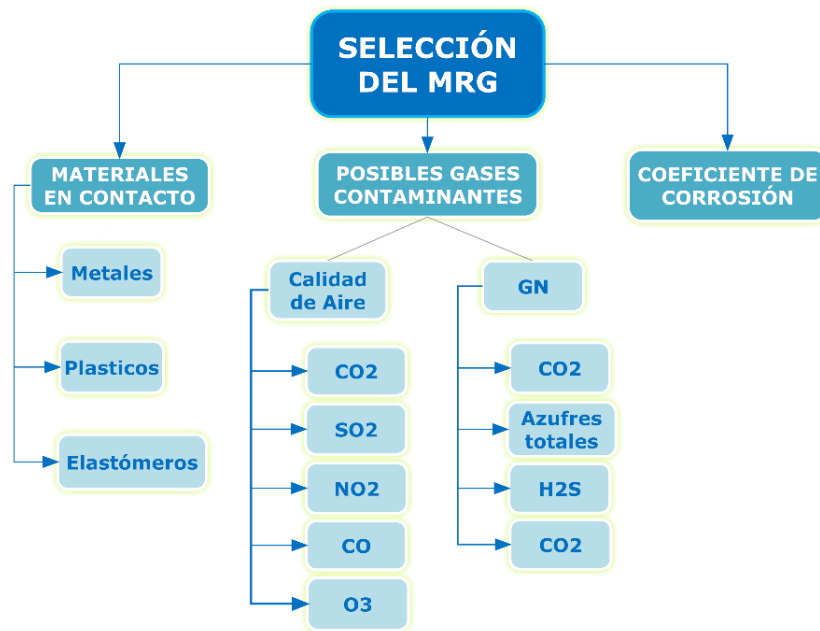 SELECCIÓN
DEL MRG
MATERIALES
EN CONTACTO
Metales
Plasticos
Elastómeros
POSIBLES GASES
CONTAMINANTES
Calidad
de Aire
CO2
SO2
NO2
CO
O3
GN
CO2
Azufres
totales
H2S
CO2
COEFICIENTE DE
CORROSIÓN